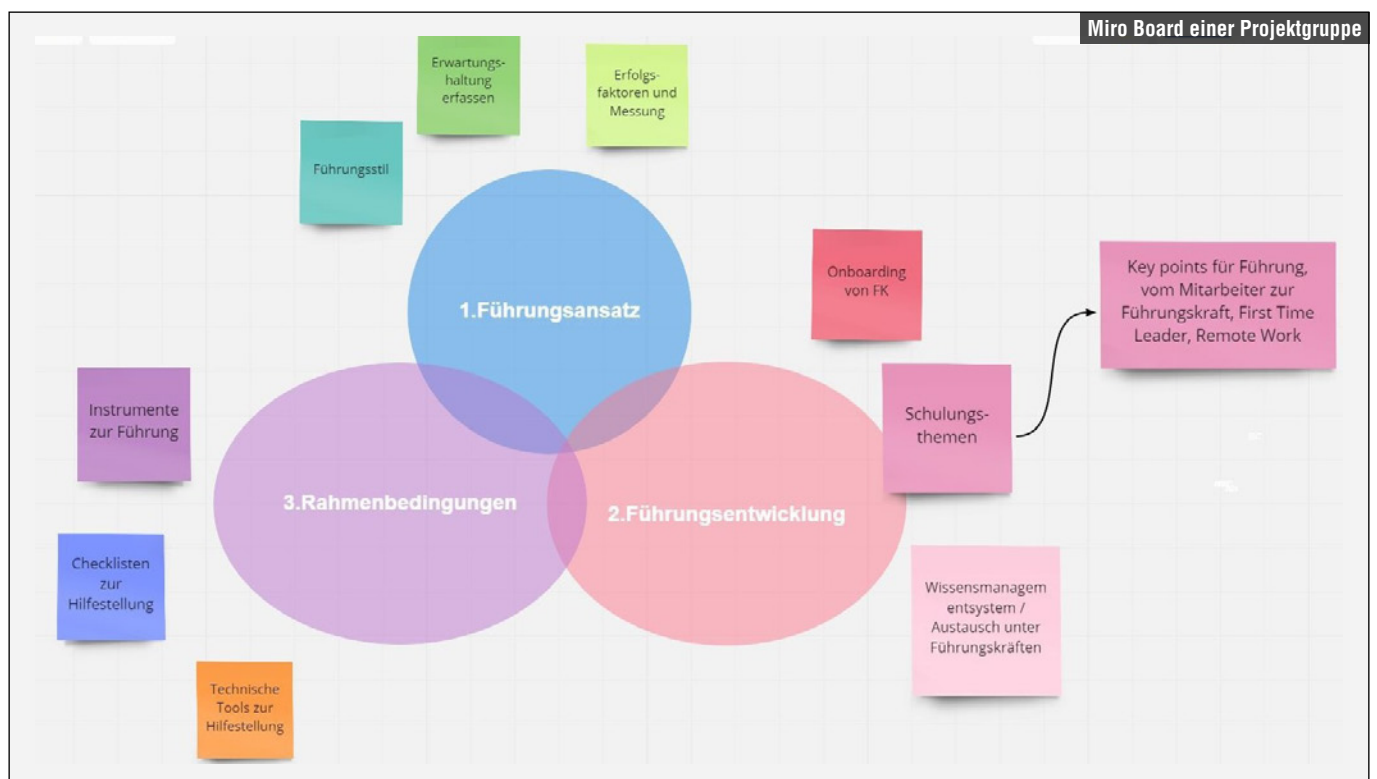 Miro Board einer Projektgruppe
Erwartungs-
haltung
erfassen
Erfolgs-
faktoren und
Messung
Führungsstil
1.Führungsansatz
Onboarding
von FK
Key points für Führung,
vom Mitarbeiter zur
Führungskraft, First Time
Leader, Remote Work
Instrumente
zur Führung
Schulungs-
themen
3.Rahmenbedingungen
2.Führungsentwicklung
Checklisten
zur
Hilfestellung
Wissensmanagem
entsystem /
Austausch unter
Führungskräften
Technische
Tools zur
Hilfestellung